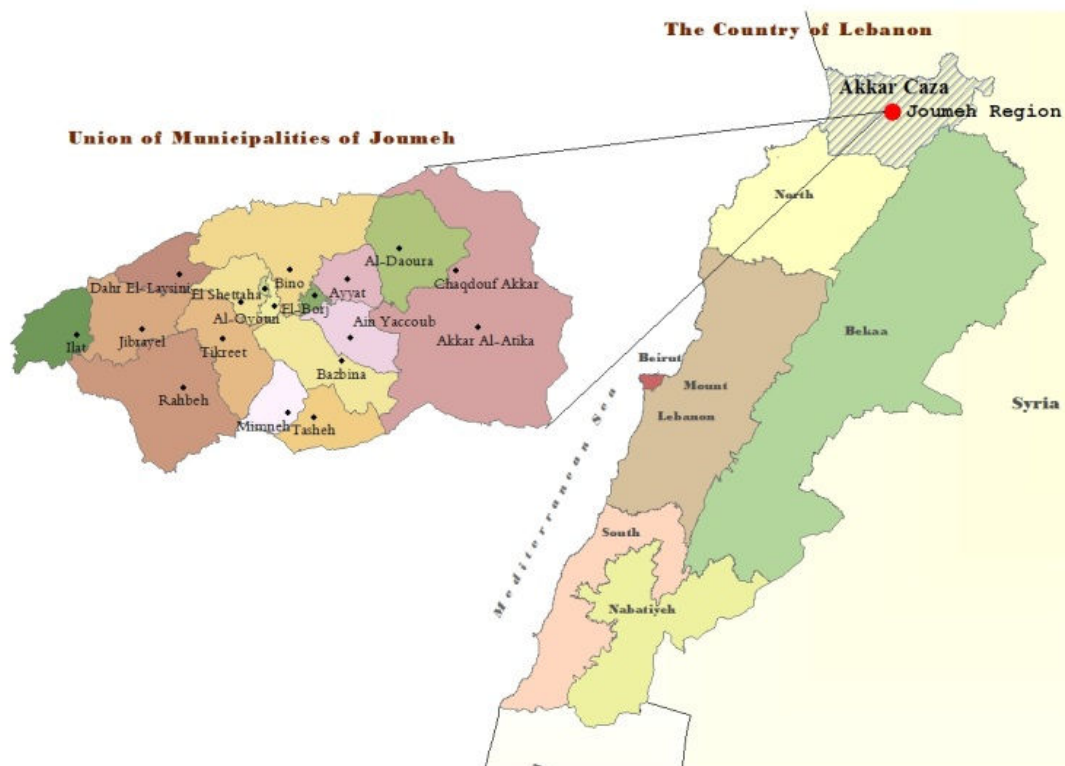 The Country of Lebanon
Akkar Caza
Joumeh Region
Union of Municipalities of Joumeh
North
Al-Daoura
Chaqdouf Akkar
Dahr El-Laysini
El Shettaha
Bino
Ayyat
El-Borj
Al-Oyoun
Ain Yaccoub
Akkar Al-Atika
Ilat
Jibrayel
Tikreet
Bazbina
Rahbeh
Mimneh
Tasheh
Beirut
Mount
Lebanon
Bekaa
Syria
Mediterranean Sea
South
Nabatiyeh